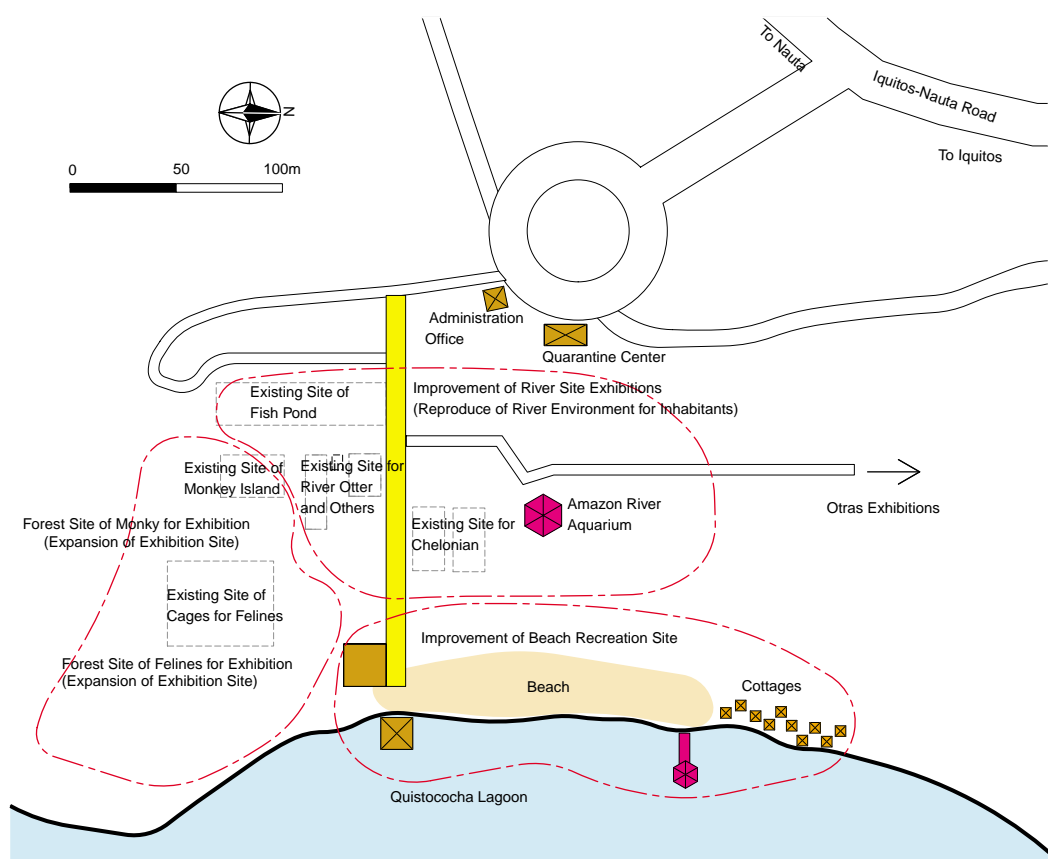 To Nauta
Iquitos-Nauta Road
To Iquitos
N
0 50 100m
Administration
Office
Quarantine Center
Existing Site of
Fish Pond
Improvement of River Site Exhibitions
(Reproduce of River Environment for Inhabitants)
Existing Site of
Monkey Island
Existing Site for
River Otter
and Others
Amazon River
Aquarium
Otras Exhibitions
Existing Site for
Chelonian
Forest Site of Monky for Exhibition
(Expansion of Exhibition Site)
Existing Site of
Cages for Felines
Forest Site of Felines for Exhibition
(Expansion of Exhibition Site)
Improvement of Beach Recreation Site
Beach
Cottages
Quistococha Lagoon